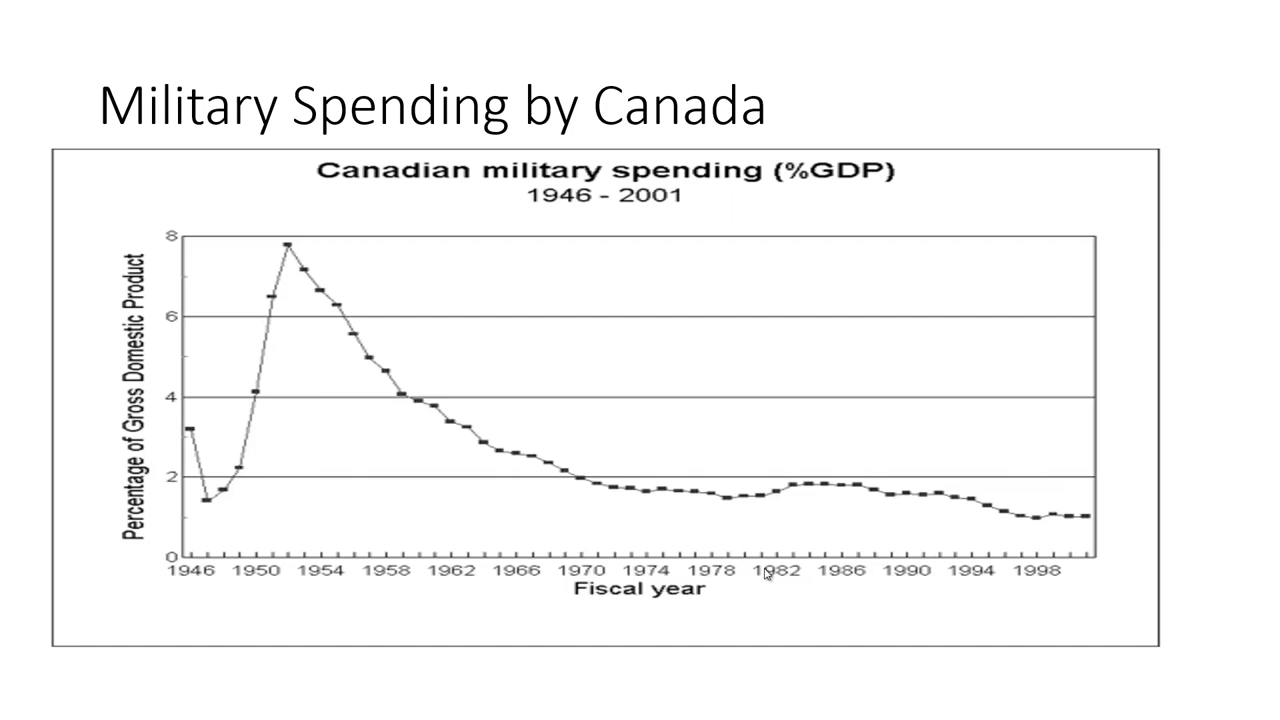 Military Spending by Canada
Canadian military spending (%GDP)
1946 - 2001
Percentage of Gross Domestic Product
8
6
4
2
0
1946 1950 1954 1958 1962 1966 1970 1974 1978 1982 1986 1990 1994 1998
Fiscal year